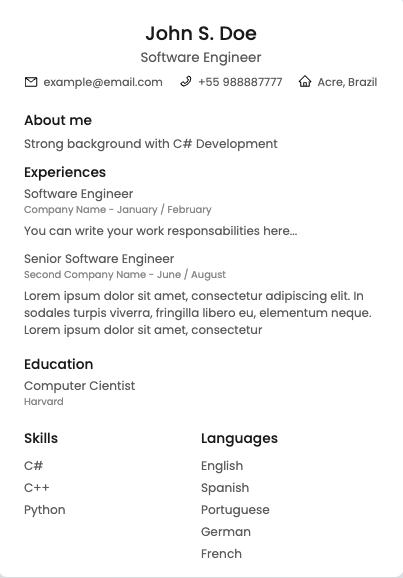 John S. Doe
Software Engineer
example@email.com +55 988887777 Acre, Brazil
About me
Strong background with C# Development
Experiences
Software Engineer
Company Name - January / February
You can write your work responsabilities here...
Senior Software Engineer
Second Company Name - June / August
Lorem ipsum dolor sit amet, consectetur adipiscing elit. In
sodales turpis viverra, fringilla libero eu, elementum neque.
Lorem ipsum dolor sit amet, consectetur
Education
Computer Cientist
Harvard
Skills
C#
C++
Python
Languages
English
Spanish
Portuguese
German
French